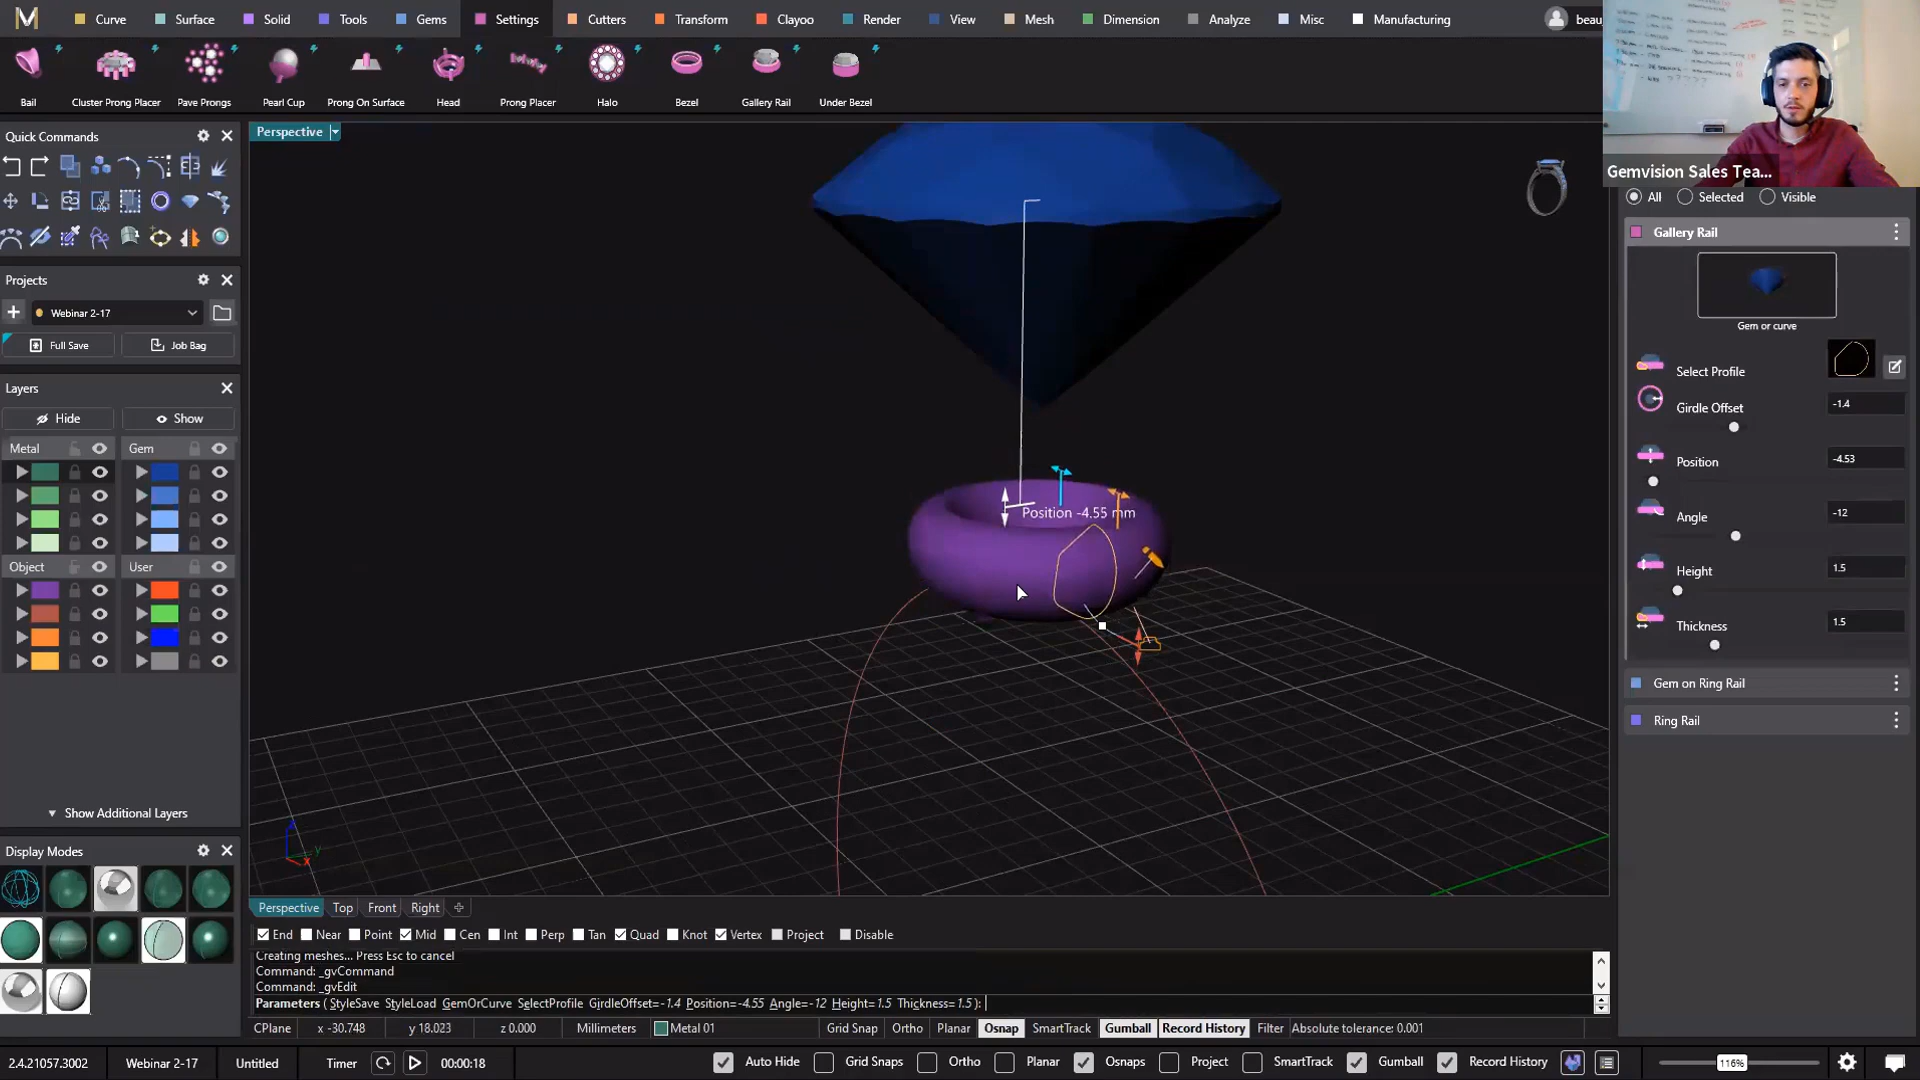 Curve Surface Solid Tools Gems Settings Cutters Transform Clayoo Render View Mesh Dimension Analyze Misc Manufacturing beau
Bail Cluster Prong Placer Pave Prongs Pearl Cup Prong On Surface Head Prong Placer Halo Bezel Gallery Rail Under Bezel
Gemvision Sales Tea...
Quick Commands
Perspective
Projects
Webinar 2-17
Full Save Job Bag
Layers
Hide Show
Metal Gem
Object User
Show Additional Layers
Display Modes
Position -4.55 mm
All Selected Visible
Gallery Rail
Gem or curve
Select Profile
Girdle Offset -1.4
Position -4.53
Angle -12
Height 1.5
Thickness 1.5
Gem on Ring Rail
Ring Rail
Perspective Top Front Right
End Near Point Mid Cen Int Perp Tan Quad Knot Vertex Project Disable
Creating meshes... Press Esc to cancel
Command: _gvCommand
Command: _gvEdit
Parameters ( StyleSave StyleLoad GemOrCurve SelectProfile GirdleOffset=-1.4 Position=-4.55 Angle=-12 Height=1.5 Thickness=1.5 ):
CPlane x -30.748 y 18.023 z 0.000 Millimeters Metal 01 Grid Snap Ortho Planar Osnap SmartTrack Gumball Record History Filter Absolute tolerance: 0.001
2.4.21057.3002 Webinar 2-17 Untitled Timer 00:00:18 Auto Hide Grid Snaps Ortho Planar Osnaps Project SmartTrack Gumball Record History 116%